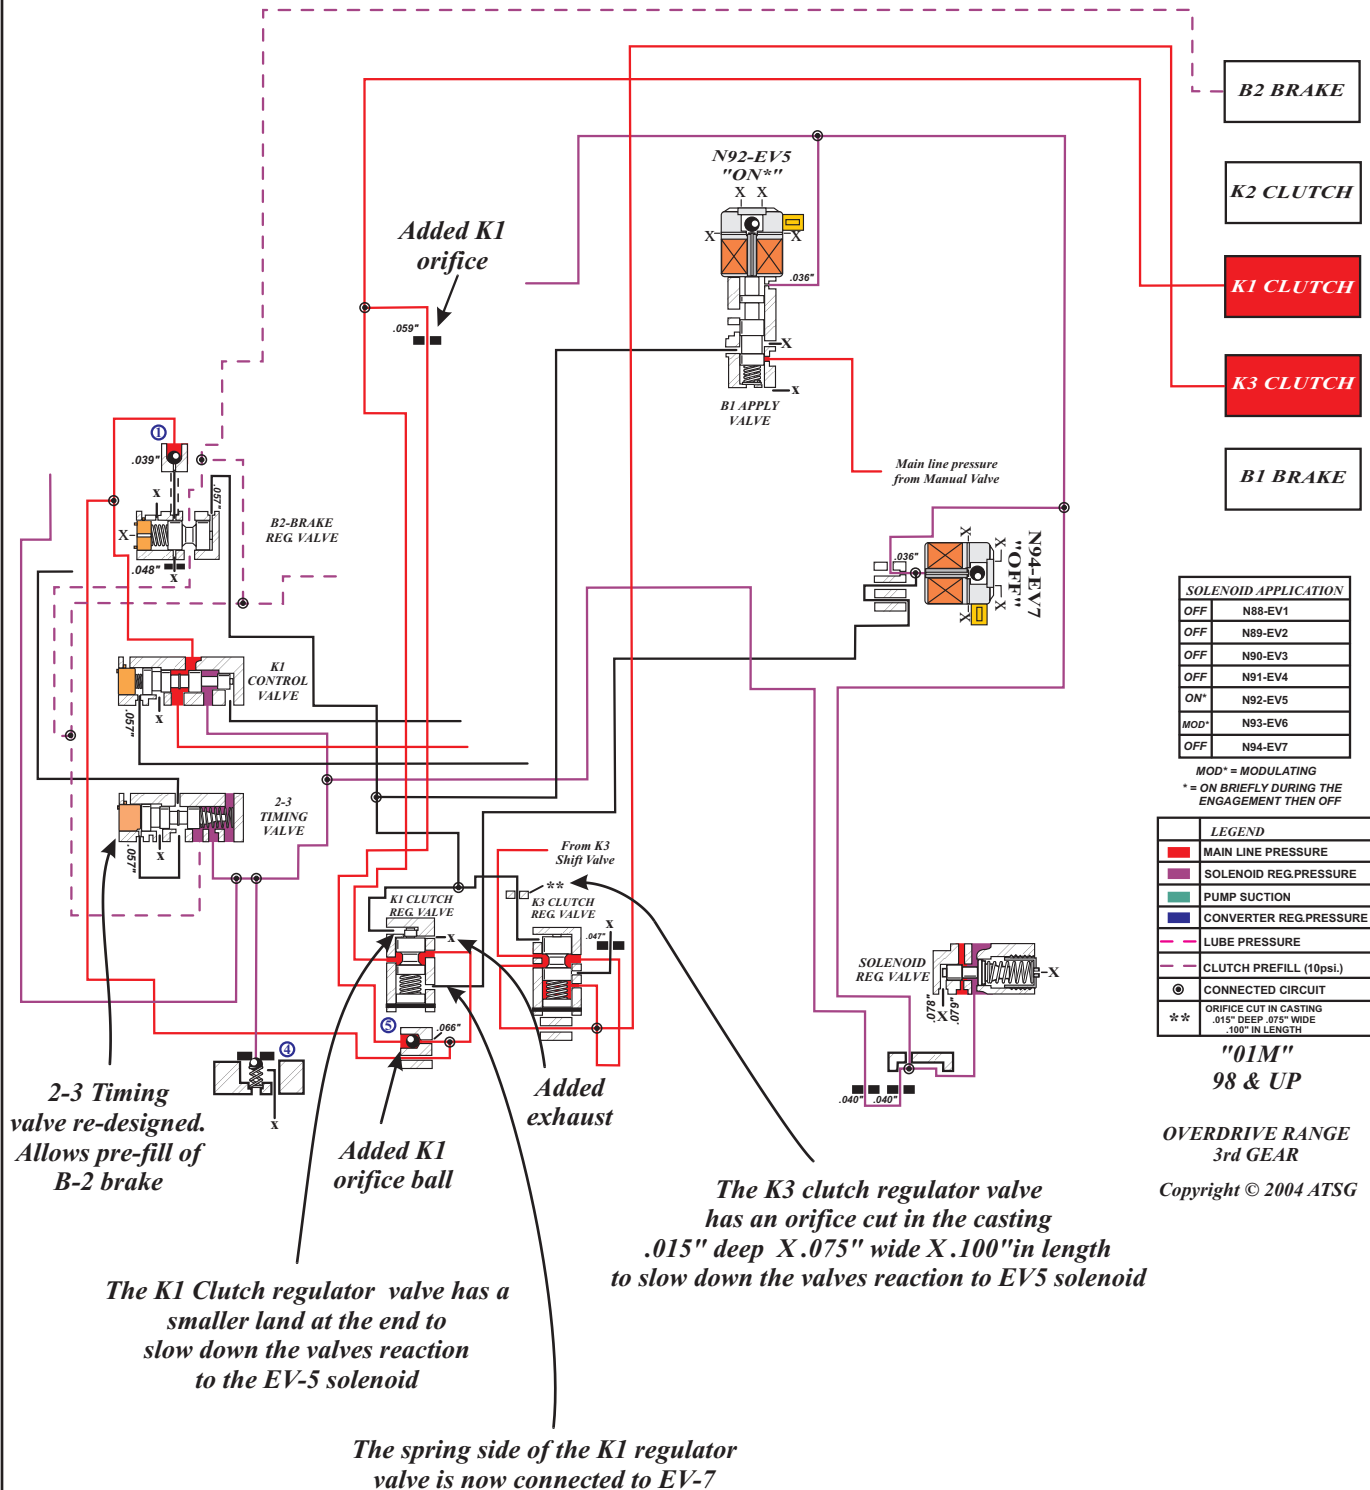 B2 BRAKE
K2 CLUTCH
K1 CLUTCH
K3 CLUTCH
B1 BRAKE
N92-EV5
"ON*"
X X
X
X
.036"
X
x
B1 APPLY
VALVE
Added K1
orifice
.059"
Main line pressure
from Manual Valve
1
.039"
x
.057"
X
.048"
x
B2-BRAKE
REG. VALVE
.036"
X
X
X
X
N94-EV7
"OFF"
K1
CONTROL
VALVE
.057"
x
2-3
TIMING
VALVE
.057"
x
From K3
Shift Valve
**
K1 CLUTCH
REG. VALVE
x
K3 CLUTCH
REG. VALVE
x
.047"
5
.066"
4
x
SOLENOID
REG. VALVE
X
.078"
X
.076"
.040"
.040"
SOLENOID APPLICATION
OFF N88-EV1
OFF N89-EV2
OFF N90-EV3
OFF N91-EV4
ON* N92-EV5
MOD* N93-EV6
OFF N94-EV7
MOD* = MODULATING
* = ON BRIEFLY DURING THE
ENGAGEMENT THEN OFF
LEGEND
MAIN LINE PRESSURE
SOLENOID REG.PRESSURE
PUMP SUCTION
CONVERTER REG.PRESSURE
LUBE PRESSURE
CLUTCH PREFILL (10psi.)
CONNECTED CIRCUIT
** ORIFICE CUT IN CASTING
.015" DEEP .075" WIDE
.100" IN LENGTH
"01M"
98 & UP
OVERDRIVE RANGE
3rd GEAR
Copyright © 2004 ATSG
2-3 Timing
valve re-designed.
Allows pre-fill of
B-2 brake
Added K1
orifice ball
Added
exhaust
The K3 clutch regulator valve
has an orifice cut in the casting
.015" deep X .075" wide X .100"in length
to slow down the valves reaction to EV5 solenoid
The K1 Clutch regulator valve has a
smaller land at the end to
slow down the valves reaction
to the EV-5 solenoid
The spring side of the K1 regulator
valve is now connected to EV-7